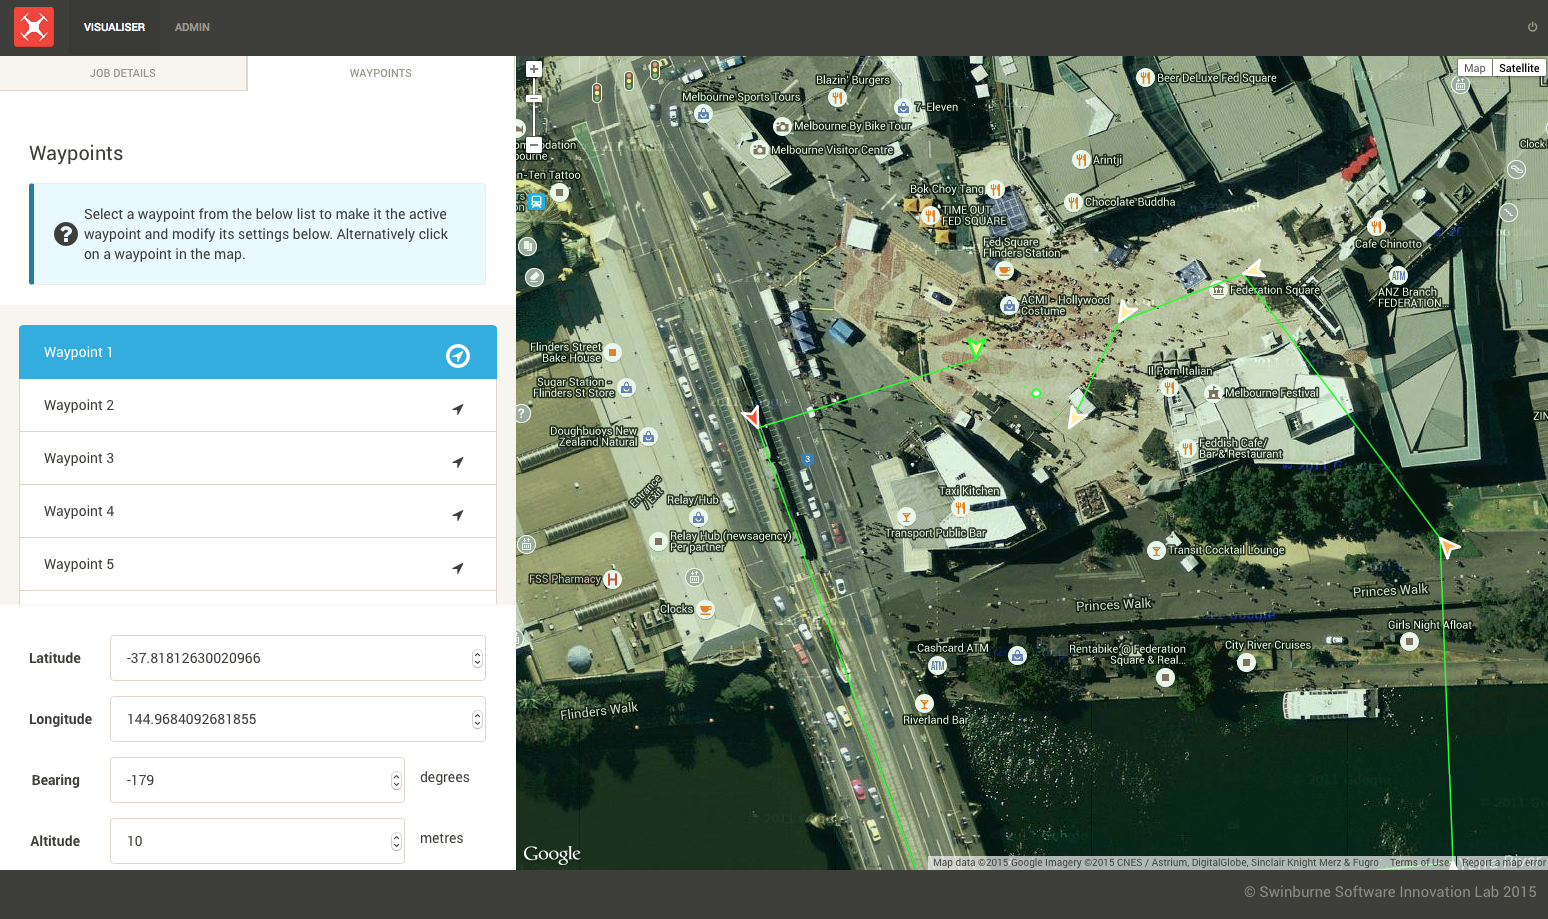 VISUALISER
ADMIN
JOB DETAILS
WAYPOINTS
Waypoints
Select a waypoint from the below list to make it the active
waypoint and modify its settings below. Alternatively click
on a waypoint in the map.
Waypoint 1
Waypoint 2
Waypoint 3
Waypoint 4
Waypoint 5
Latitude
-37.81812630020966
Longitude
144.9684092681855
Bearing
-179
degrees
Altitude
10
metres
Map
Satellite
Blazin' Burgers
Beer DeLuxe Fed Square
Melbourne Sports Tours
7-Eleven
Melbourne By Bike Tour
Melbourne Visitor Centre
Arintji
Clock
n-Ten Tattoo
Bok Choy Tang
Chocolate Buddha
TIME OUT
FED SQUARE
Fed Square
Flinders Station
Cafe Chinotto
ATM
ANZ Branch
FEDERATION...
Federation Square
ACMI - Hollywood
Costume
Flinders Street
Bake House
Il Pom Italian
Sugar Station -
Flinders St Store
Melbourne Festival
Doughbuoys New
Zealand Natural
Feddish Cafe/
Bar & Restaurant
3
Entrance
/Exit
Relay/Hub
Taxi Kitchen
Relay Hub (newsagency)
Per partner
Transport Public Bar
Transit Cocktail Lounge
FSS Pharmacy
H
Clocks
Princes Walk
Princes Walk
Girls Night Afloat
Cashcard ATM
ATM
Rentabike @ Federation
Square & Real...
City River Cruises
Flinders Walk
Riverland Bar
Google
Map data ©2015 Google Imagery ©2015 CNES / Astrium, DigitalGlobe, Sinclair Knight Merz & Fugro
Terms of Use
Report a map error
© Swinburne Software Innovation Lab 2015